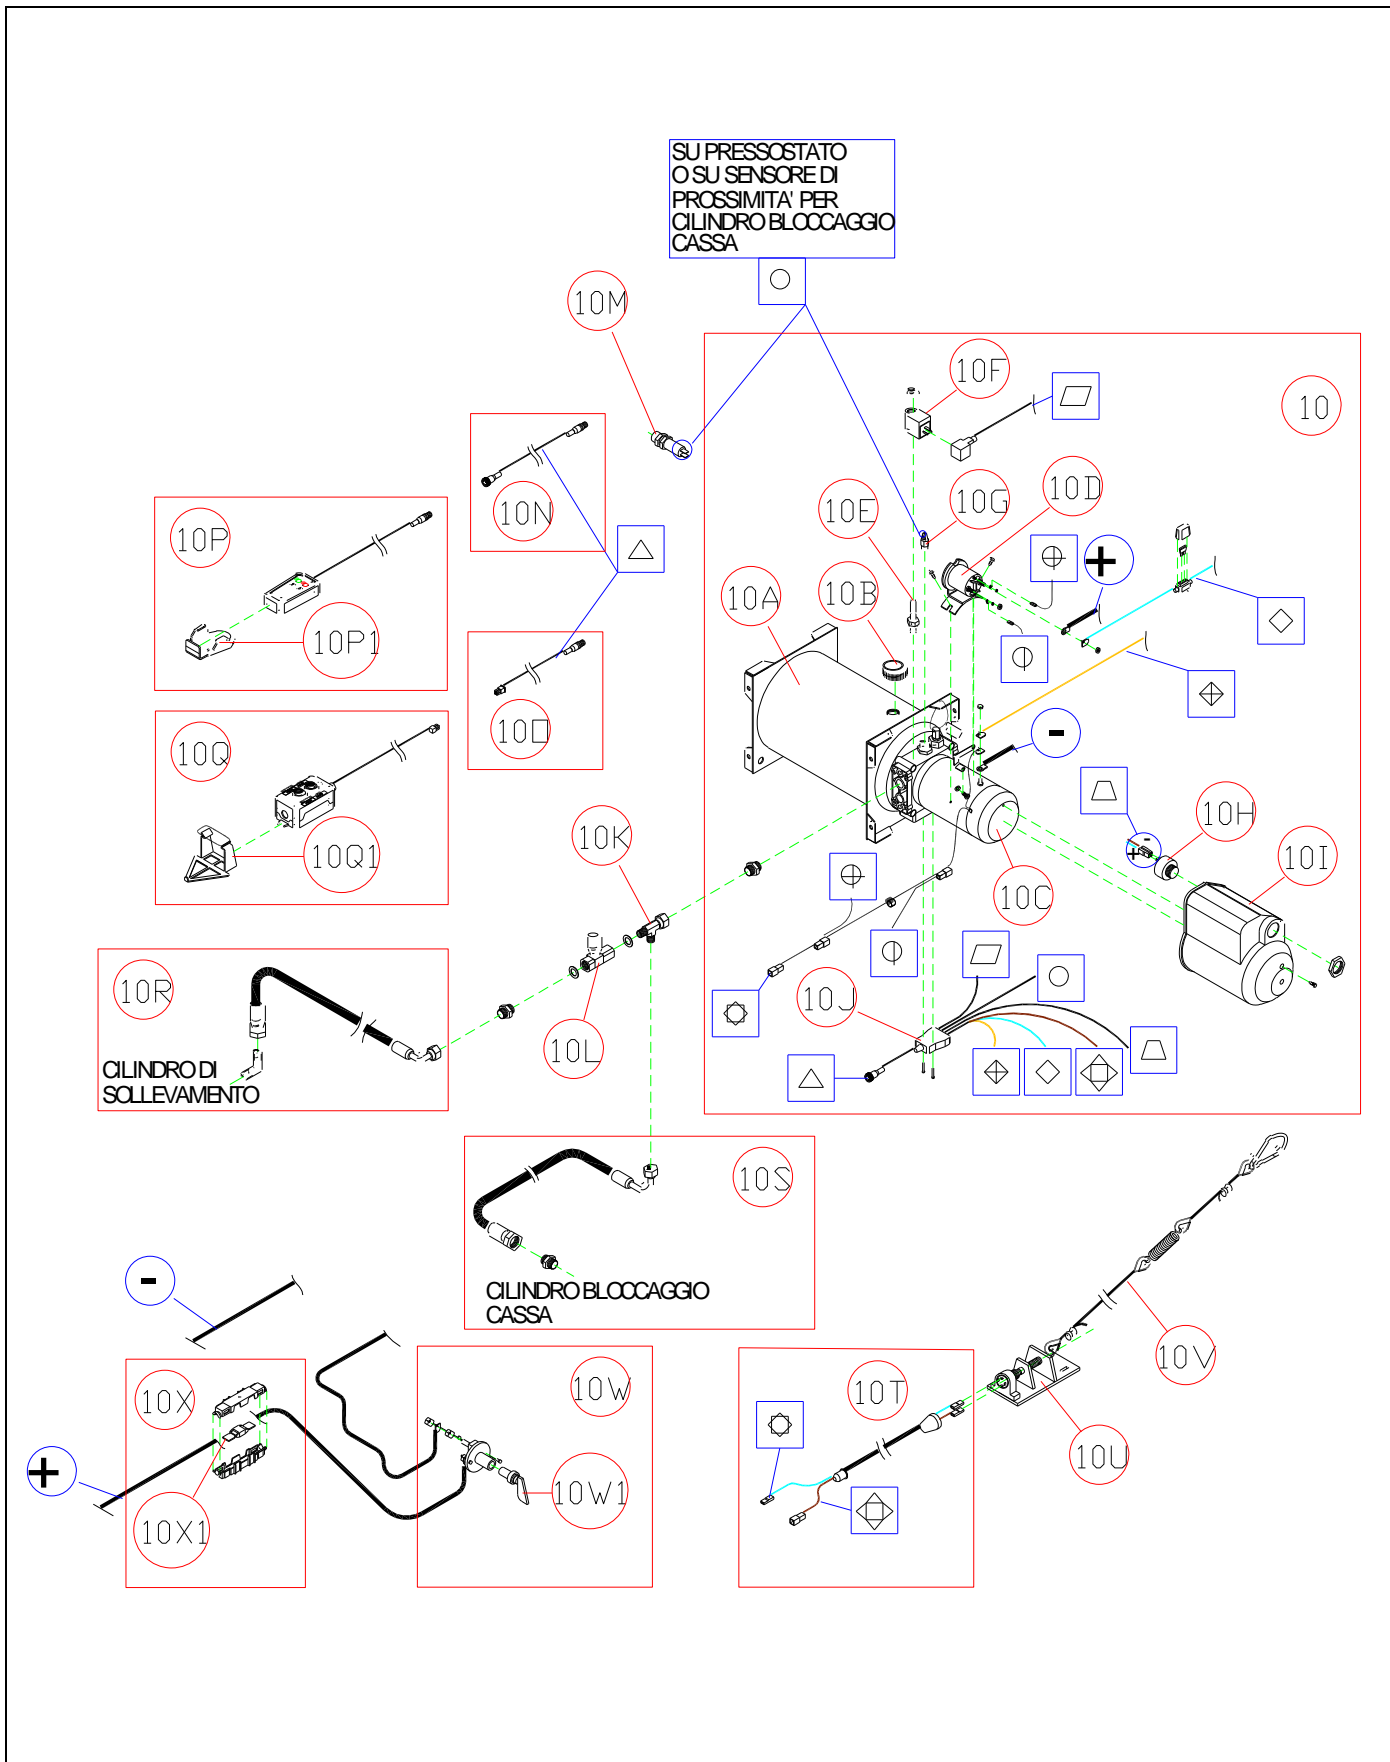 SU PRESSOSTATO
O SU SENSORE DI
PROSSIMITA' PER
CILINDRO BLOCCAGGIO
CASSA
10M
10F
10
10N
10E
10G
10D
+
10P
10A
10B
10P1
10O
-
10Q
10K
10H
10I
- +
10Q1
10C
10R
10L
10J
CILINDRO DI
SOLLEVAMENTO
10S
CILINDRO BLOCCAGGIO
CASSA
-
10V
10X
10W
10T
10U
+
10W1
10X1